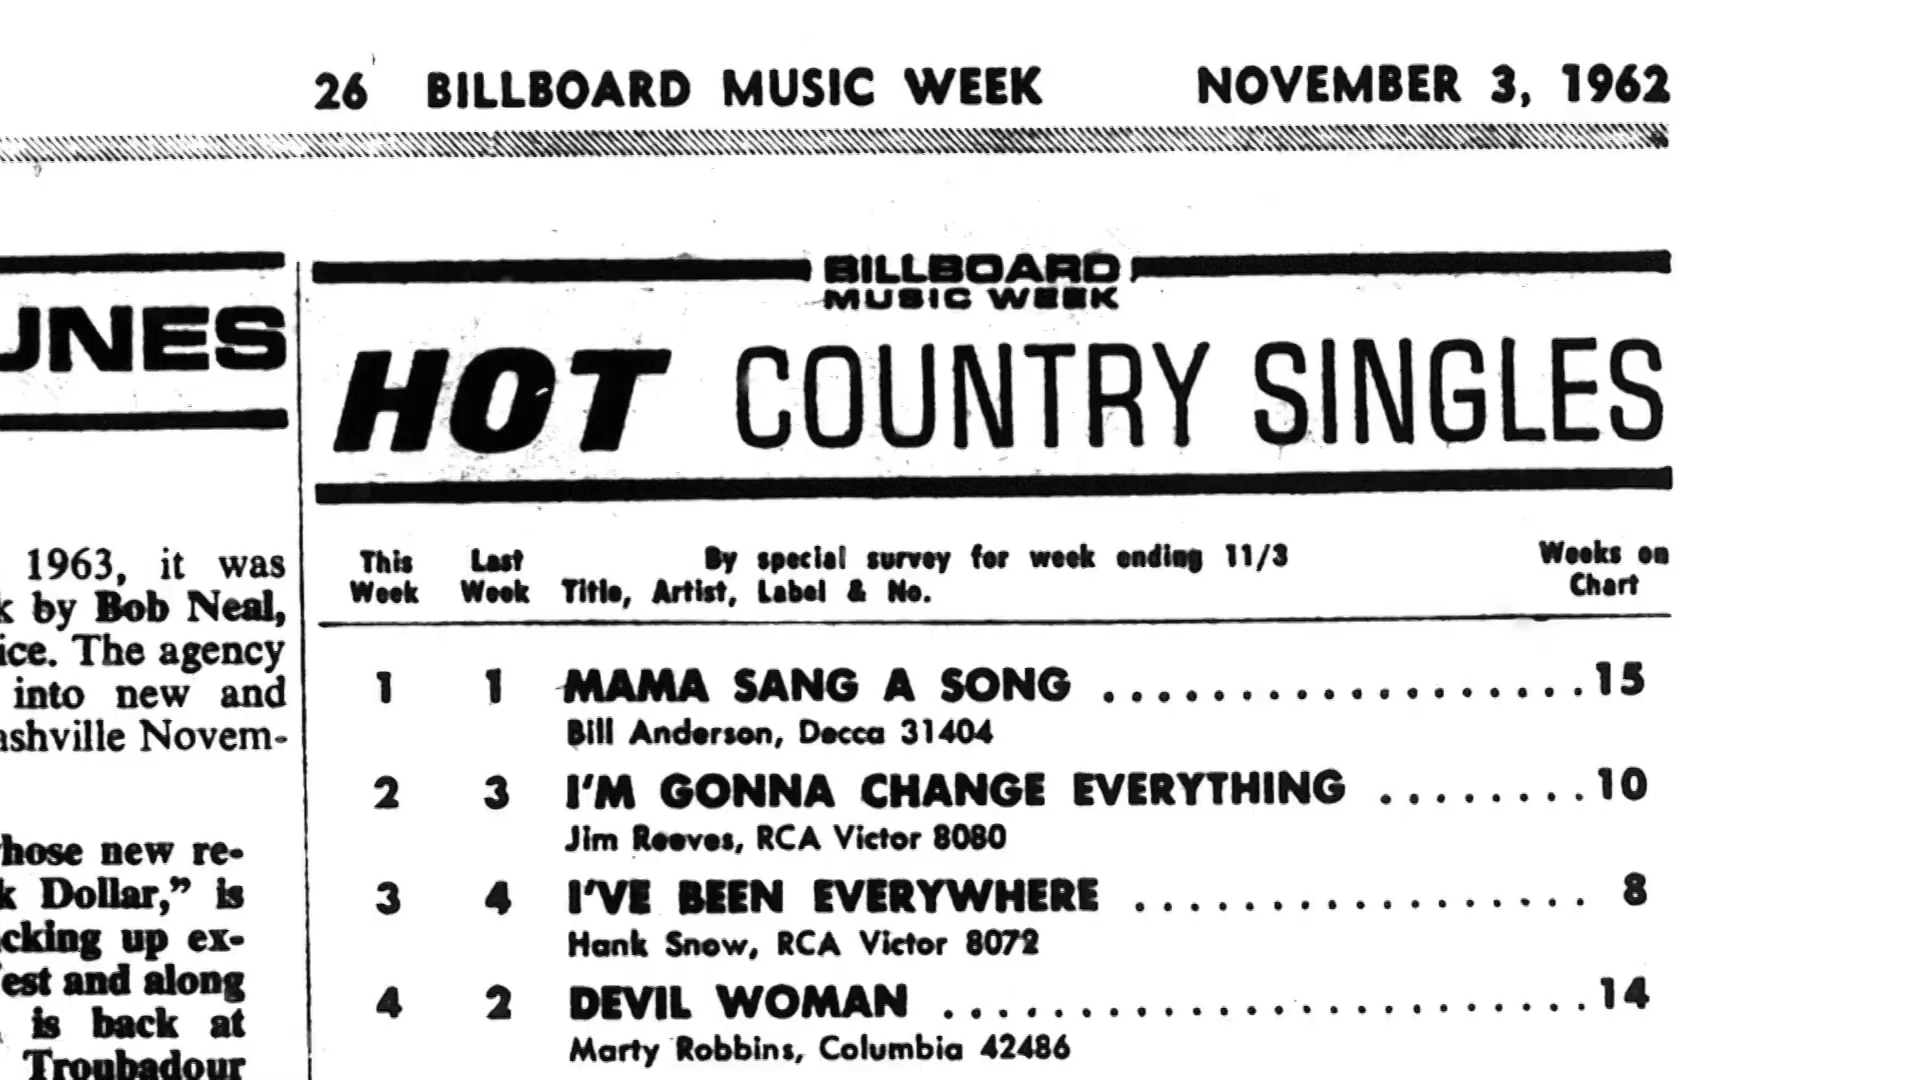 26 BILLBOARD MUSIC WEEK NOVEMBER 3, 1962
UNES
1963, it was
by Bob Neal,
ice. The agency
into new and
ashville Novem-
hose new re-
k Dollar,” is
cking up ex-
est and along
is back at
Troubadour
BILLBOARD
MUSIC WEEK
HOT COUNTRY SINGLES
This Week Last Week By special survey for week ending 11/3 Weeks on Chart
Title, Artist, Label & No.
1 1 MAMA SANG A SONG ..................15
Bill Anderson, Decca 31404
2 3 I'M GONNA CHANGE EVERYTHING ........10
Jim Reeves, RCA Victor 8080
3 4 I'VE BEEN EVERYWHERE ................. 8
Hank Snow, RCA Victor 8072
4 2 DEVIL WOMAN ........................14
Marty Robbins, Columbia 42486